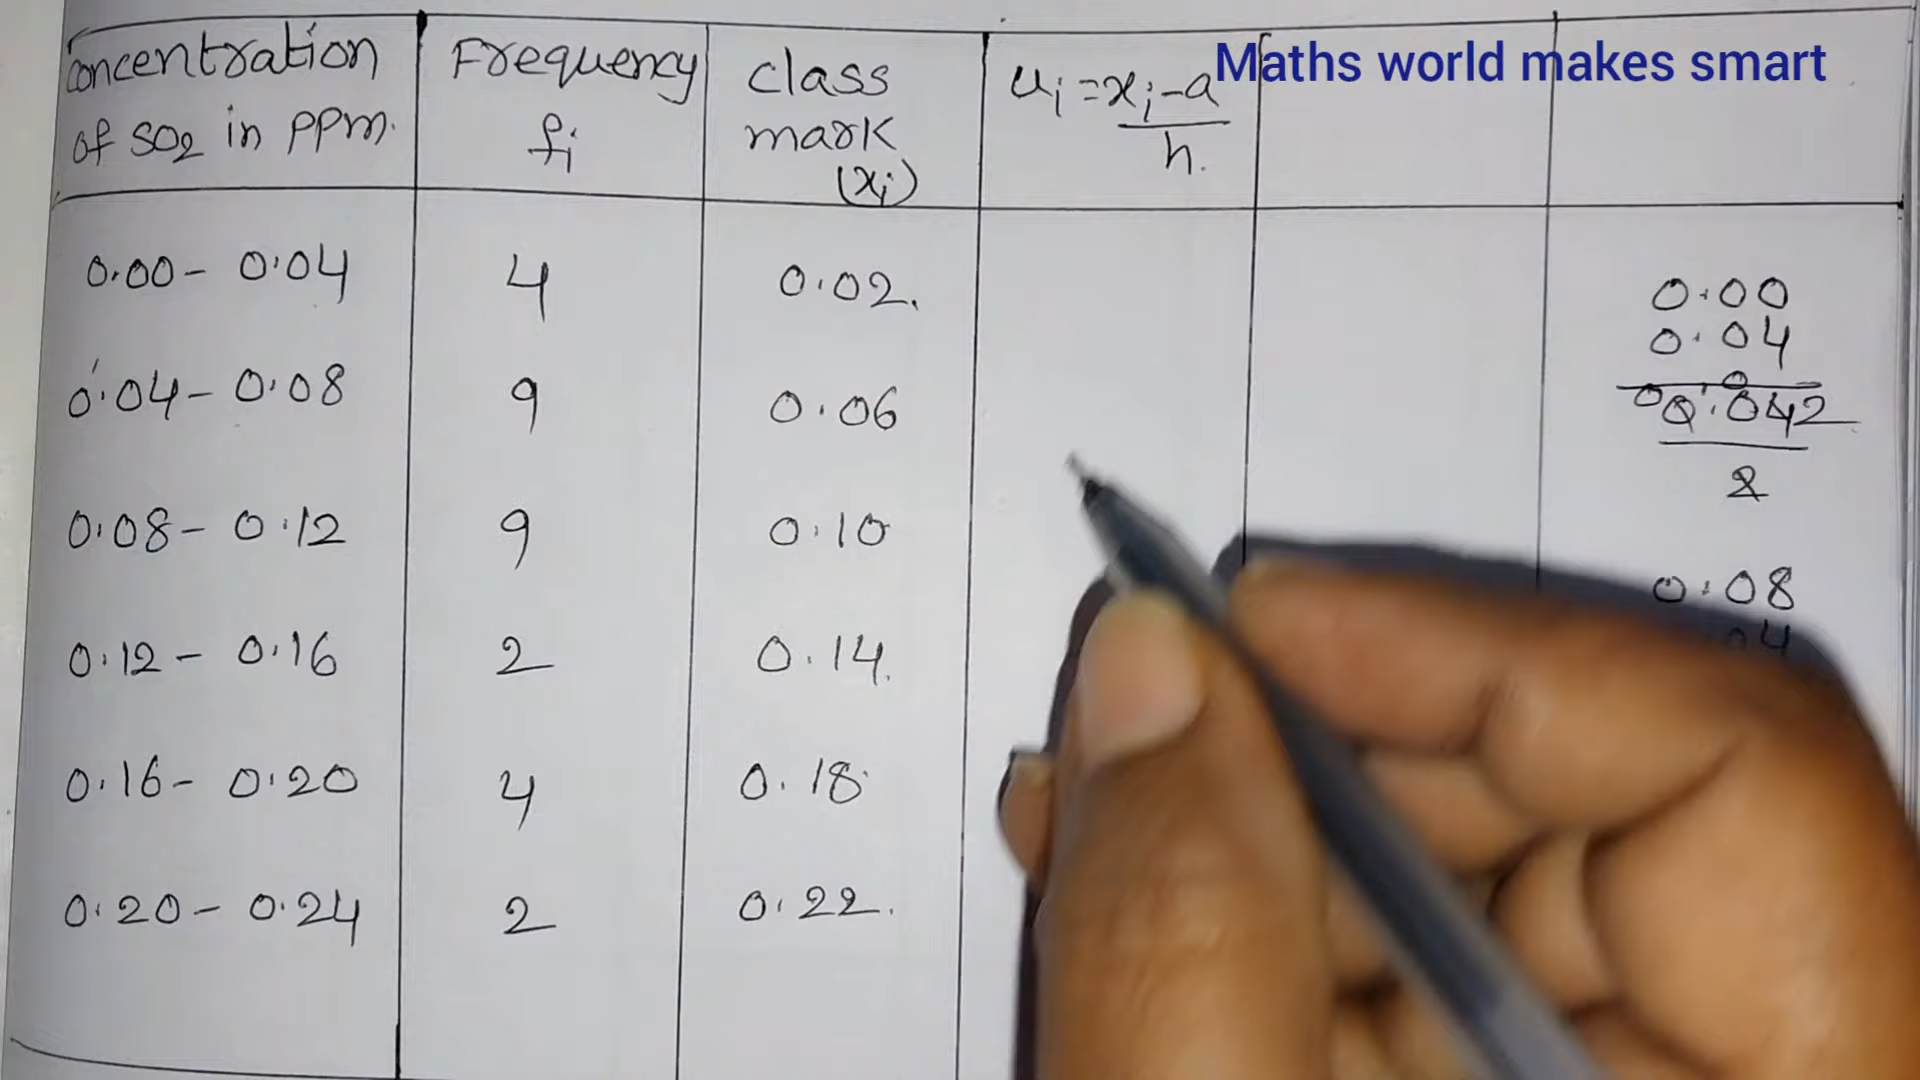 Concentration of SO2 in PPm.
Frequency fi
class mark (xi)
ui = xi - a / h.
Maths world makes smart
0.00 - 0.04 4 0.02.
0.04 - 0.08 9 0.06
0.08 - 0.12 9 0.10
0.12 - 0.16 2 0.14.
0.16 - 0.20 4 0.18
0.20 - 0.24 2 0.22.
0.00
0.04
2
0.08